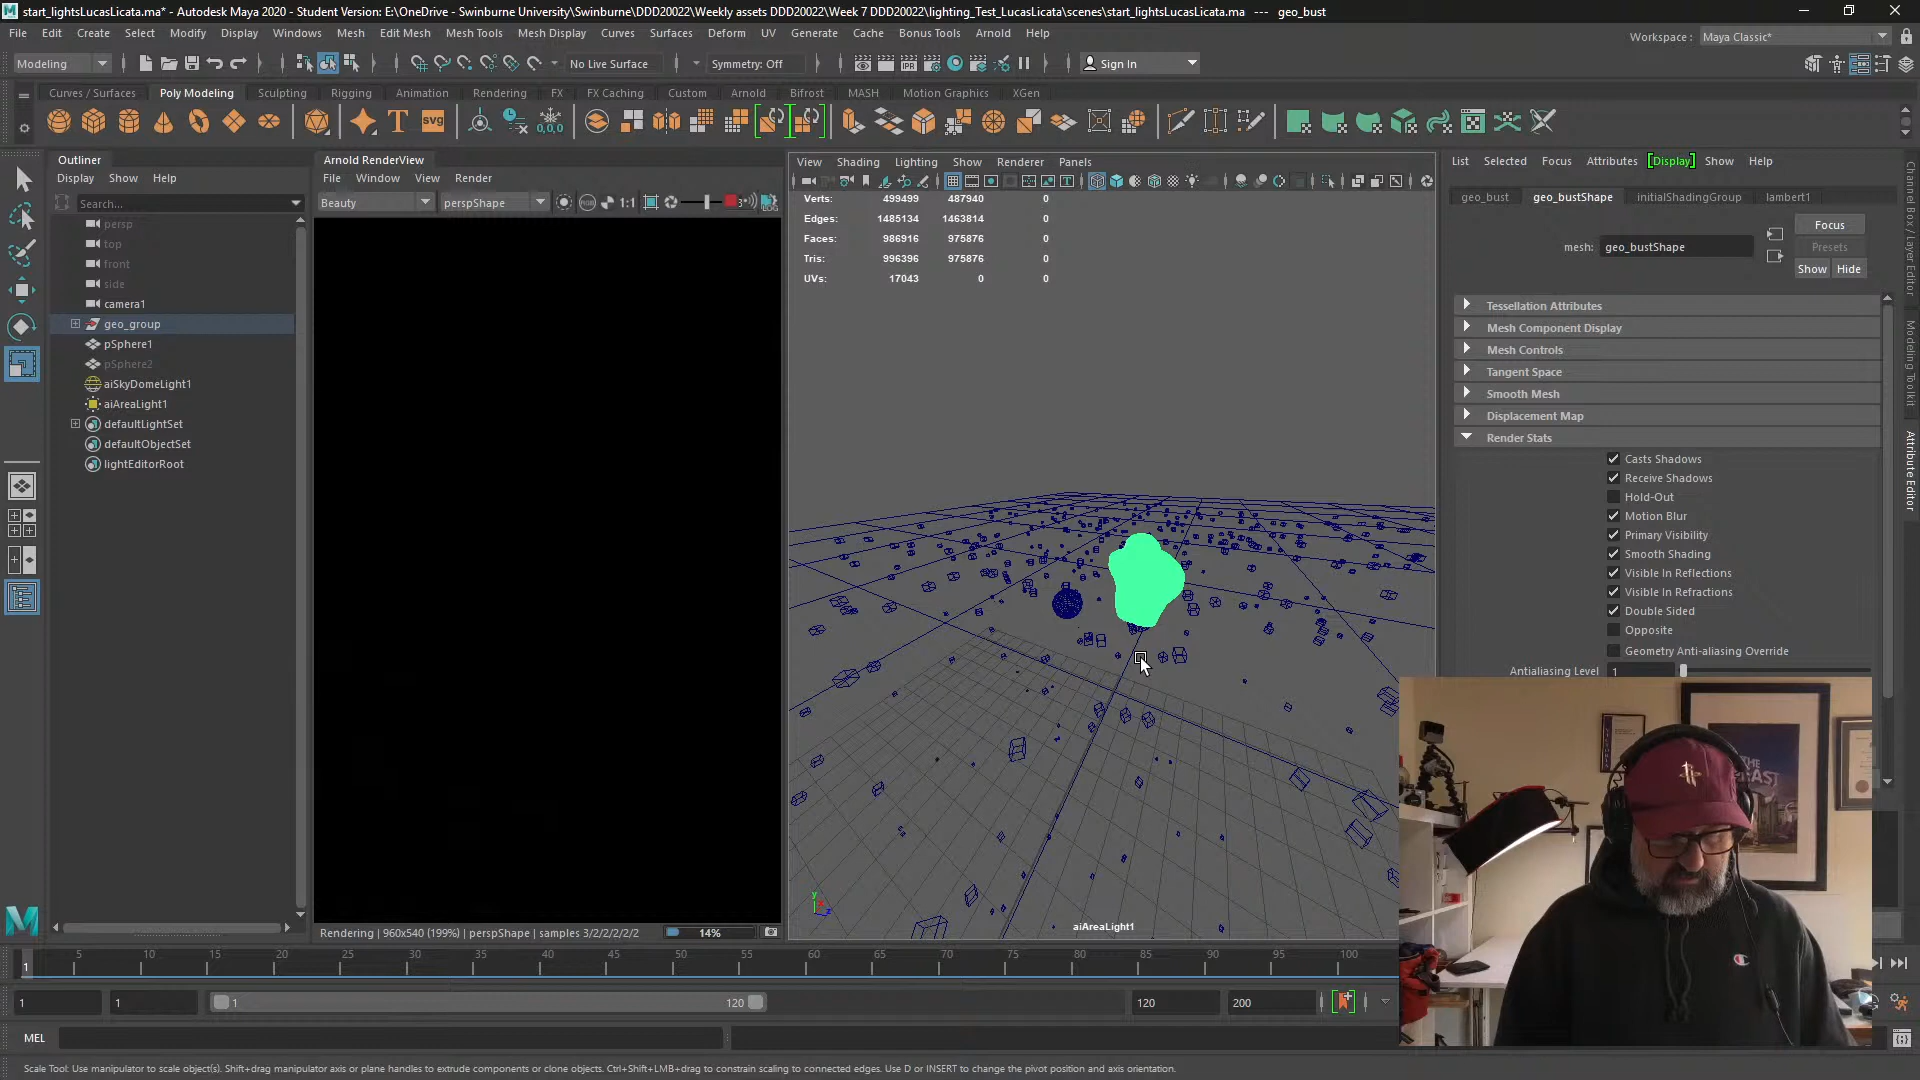 start_lightsLucasLicata.ma* - Autodesk Maya 2020 - Student Version: E:\OneDrive - Swinburne University\Swinburne\DDD20022\Weekly assets DDD20022\Week 7 DDD20022\lighting_Test_LucasLicata\scenes\start_lightsLucasLicata.ma --- geo_bust
File Edit Create Select Modify Display Windows Mesh Edit Mesh Mesh Tools Mesh Display Curves Surfaces Deform UV Generate Cache Bonus Tools Arnold Help
Workspace : Maya Classic*
Modeling No Live Surface Symmetry: Off Sign In
Curves / Surfaces Poly Modeling Sculpting Rigging Animation Rendering FX FX Caching Custom Arnold Bifrost MASH Motion Graphics XGen
T svg 0,0,0
Outliner
Display Show Help
Search...
persp
top
front
side
camera1
geo_group
pSphere1
pSphere2
aiSkyDomeLight1
aiAreaLight1
defaultLightSet
defaultObjectSet
lightEditorRoot
Arnold RenderView
File Window View Render
Beauty perspShape 1:1
Rendering | 960x540 (199%) | perspShape | samples 3/2/2/2/2/2 14%
View Shading Lighting Show Renderer Panels
Verts: 499499 487940 0
Edges: 1485134 1463814 0
Faces: 986916 975876 0
Tris: 996396 975876 0
UVs: 17043 0 0
aiAreaLight1
List Selected Focus Attributes Display Show Help
geo_bust geo_bustShape initialShadingGroup lambert1
Focus
mesh: geo_bustShape Presets
Show Hide
Tessellation Attributes
Mesh Component Display
Mesh Controls
Tangent Space
Smooth Mesh
Displacement Map
Render Stats
Casts Shadows
Receive Shadows
Hold-Out
Motion Blur
Primary Visibility
Smooth Shading
Visible In Reflections
Visible In Refractions
Double Sided
Opposite
Geometry Anti-aliasing Override
Antialiasing Level 1
Channel Box / Layer Editor
Modeling Toolkit
Attribute Editor
1 5 10 15 20 25 30 35 40 45 50 55 60 65 70 75 80 85 90 95 100
1 1 1 120 120 200
MEL
Scale Tool: Use manipulator to scale object(s). Shift+drag manipulator axis or plane handles to extrude components or clone objects. Ctrl+Shift+LMB+drag to constrain scaling to connected edges. Use D or INSERT to change the pivot position and axis orientation.